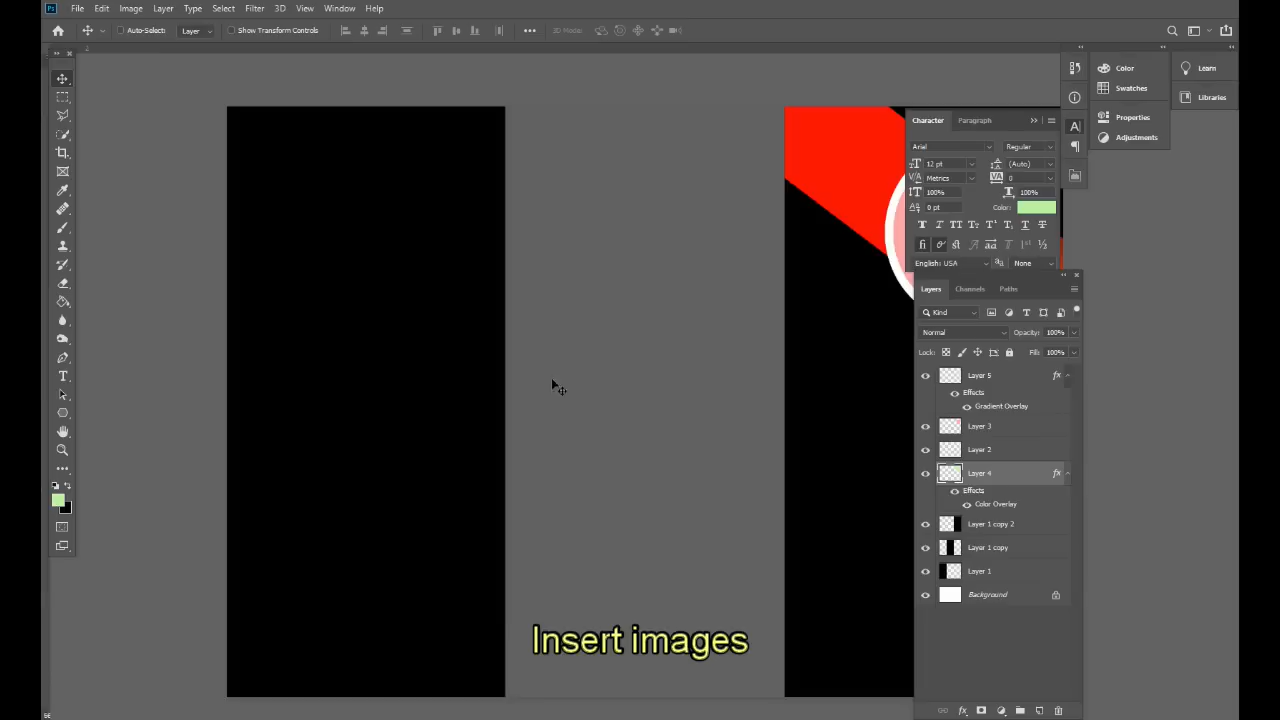 File Edit Image Layer Type Select Filter 3D View Window Help
Auto-Select: Layer Show Transform Controls 3D Mode:
Color
Swatches
Properties
Adjustments
Learn
Libraries
Character Paragraph
Arial Regular
12 pt (Auto)
Metrics 0
100% 100%
0 pt Color:
English: USA None
Layers Channels Paths
Kind
Normal Opacity: 100%
Lock: Fill: 100%
Layer 5 fx
Effects
Gradient Overlay
Layer 3
Layer 2
Layer 4 fx
Effects
Color Overlay
Layer 1 copy 2
Layer 1 copy
Layer 1
Background
Insert images